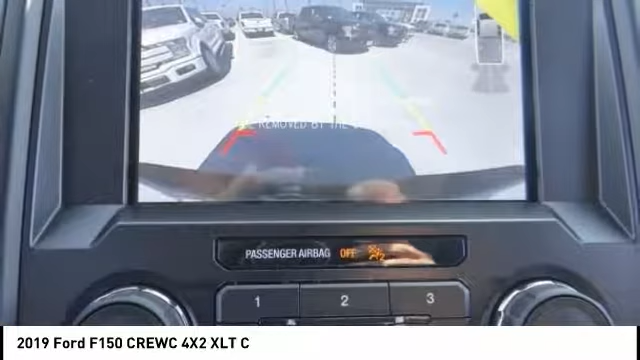 REMOVED BY THE
PASSENGER AIRBAG OFF
1 2 3
2019 Ford F150 CREWC 4X2 XLT C